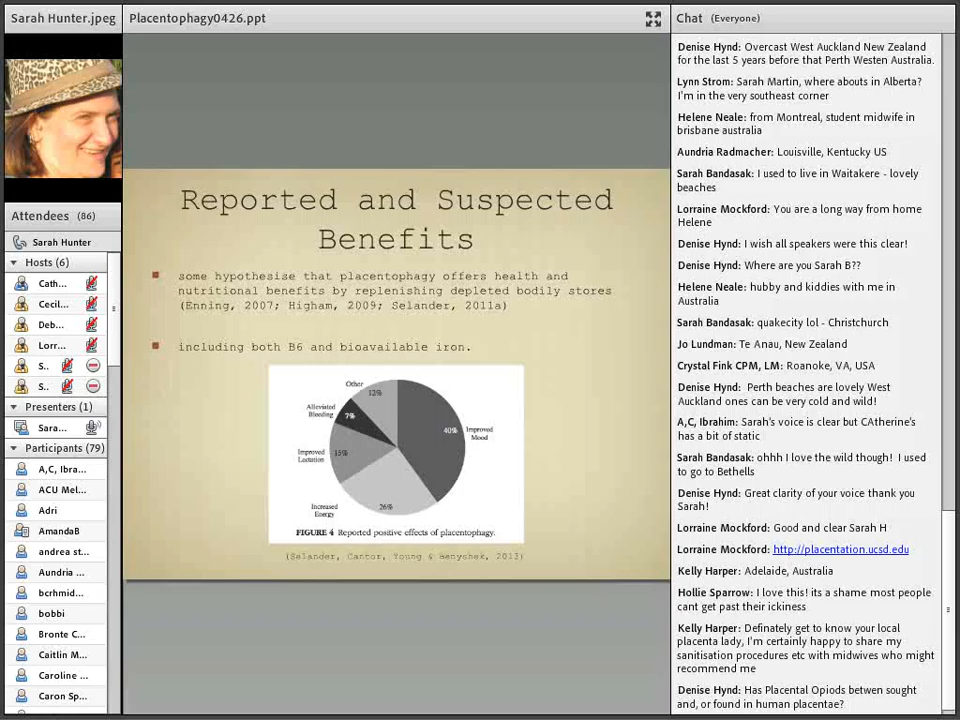 Sarah Hunter.jpeg
Attendees (86)
Sarah Hunter
Hosts (6)
Cath...
Cecil...
Deb...
Lorr...
S..
S..
Presenters (1)
Sara...
Participants (79)
A,C, Ibra...
ACU Mel...
Adri
AmandaB
andrea st...
Aundria ...
bcrhmid...
bobbi
Bronte C...
Caitlin M...
Caroline ...
Caron Sp...
Placentophagy0426.ppt
Reported and Suspected
Benefits
some hypothesize that placentophagy offers health and
nutritional benefits by replenishing depleted bodily stores
(Enning, 2007; Higham, 2009; Selander, 2011a)
including both B6 and bioavailable iron.
Other
12%
Alleviated
Bleeding
7%
40%
Improved
Mood
Improved
Lactation
15%
Increased
Energy
26%
FIGURE 4 Reported positive effects of placentophagy.
(Selander, Cantor, Young & Benyshek, 2013)
Chat (Everyone)
Denise Hynd: Overcast West Auckland New Zealand
for the last 5 years before that Perth Westen Australia.
Lynn Strom: Sarah Martin, where abouts in Alberta?
I'm in the very southeast corner
Helene Neale: from Montreal, student midwife in
brisbane australia
Aundria Radmacher: Louisville, Kentucky US
Sarah Bandasak: I used to live in Waitakere - lovely
beaches
Lorraine Mockford: You are a long way from home
Helene
Denise Hynd: I wish all speakers were this clear!
Denise Hynd: Where are you Sarah B??
Helene Neale: hubby and kiddies with me in
Australia
Sarah Bandasak: quakecity lol - Christchurch
Jo Lundman: Te Anau, New Zealand
Crystal Fink CPM, LM: Roanoke, VA, USA
Denise Hynd: Perth beaches are lovely West
Auckland ones can be very cold and wild!
A,C, Ibrahim: Sarah's voice is clear but CAtherine's
has a bit of static
Sarah Bandasak: ohhh I love the wild though! I used
to go to Bethells
Denise Hynd: Great clarity of your voice thank you
Sarah!
Lorraine Mockford: Good and clear Sarah H
Lorraine Mockford: http://placentation.ucsd.edu
Kelly Harper: Adelaide, Australia
Hollie Sparrow: I love this! its a shame most people
cant get past their ickiness
Kelly Harper: Definately get to know your local
placenta lady, I'm certainly happy to share my
sanitisation procedures etc with midwives who might
recommend me
Denise Hynd: Has Placental Opiods betwen sought
and, or found in human placentae?